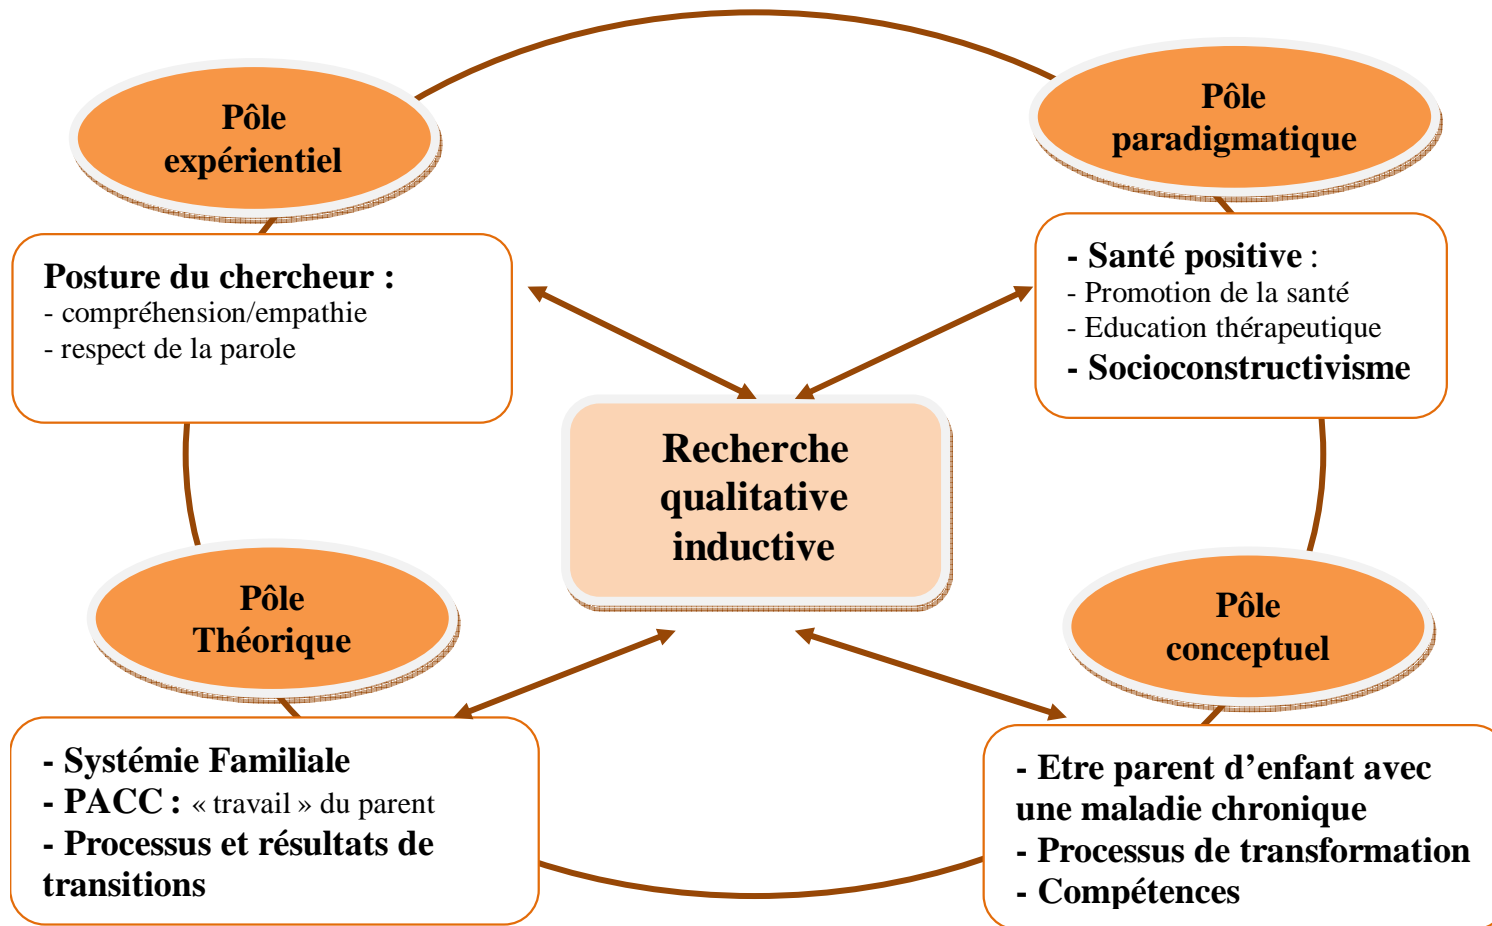 Pôle
expérientiel
Posture du chercheur :
- compréhension/empathie
- respect de la parole
Pôle
paradigmatique
- Santé positive :
- Promotion de la santé
- Education thérapeutique
- Socioconstructivisme
Recherche
qualitative
inductive
Pôle
Théorique
- Systémie Familiale
- PACC : « travail » du parent
- Processus et résultats de
transitions
Pôle
conceptuel
- Etre parent d’enfant avec
une maladie chronique
- Processus de transformation
- Compétences